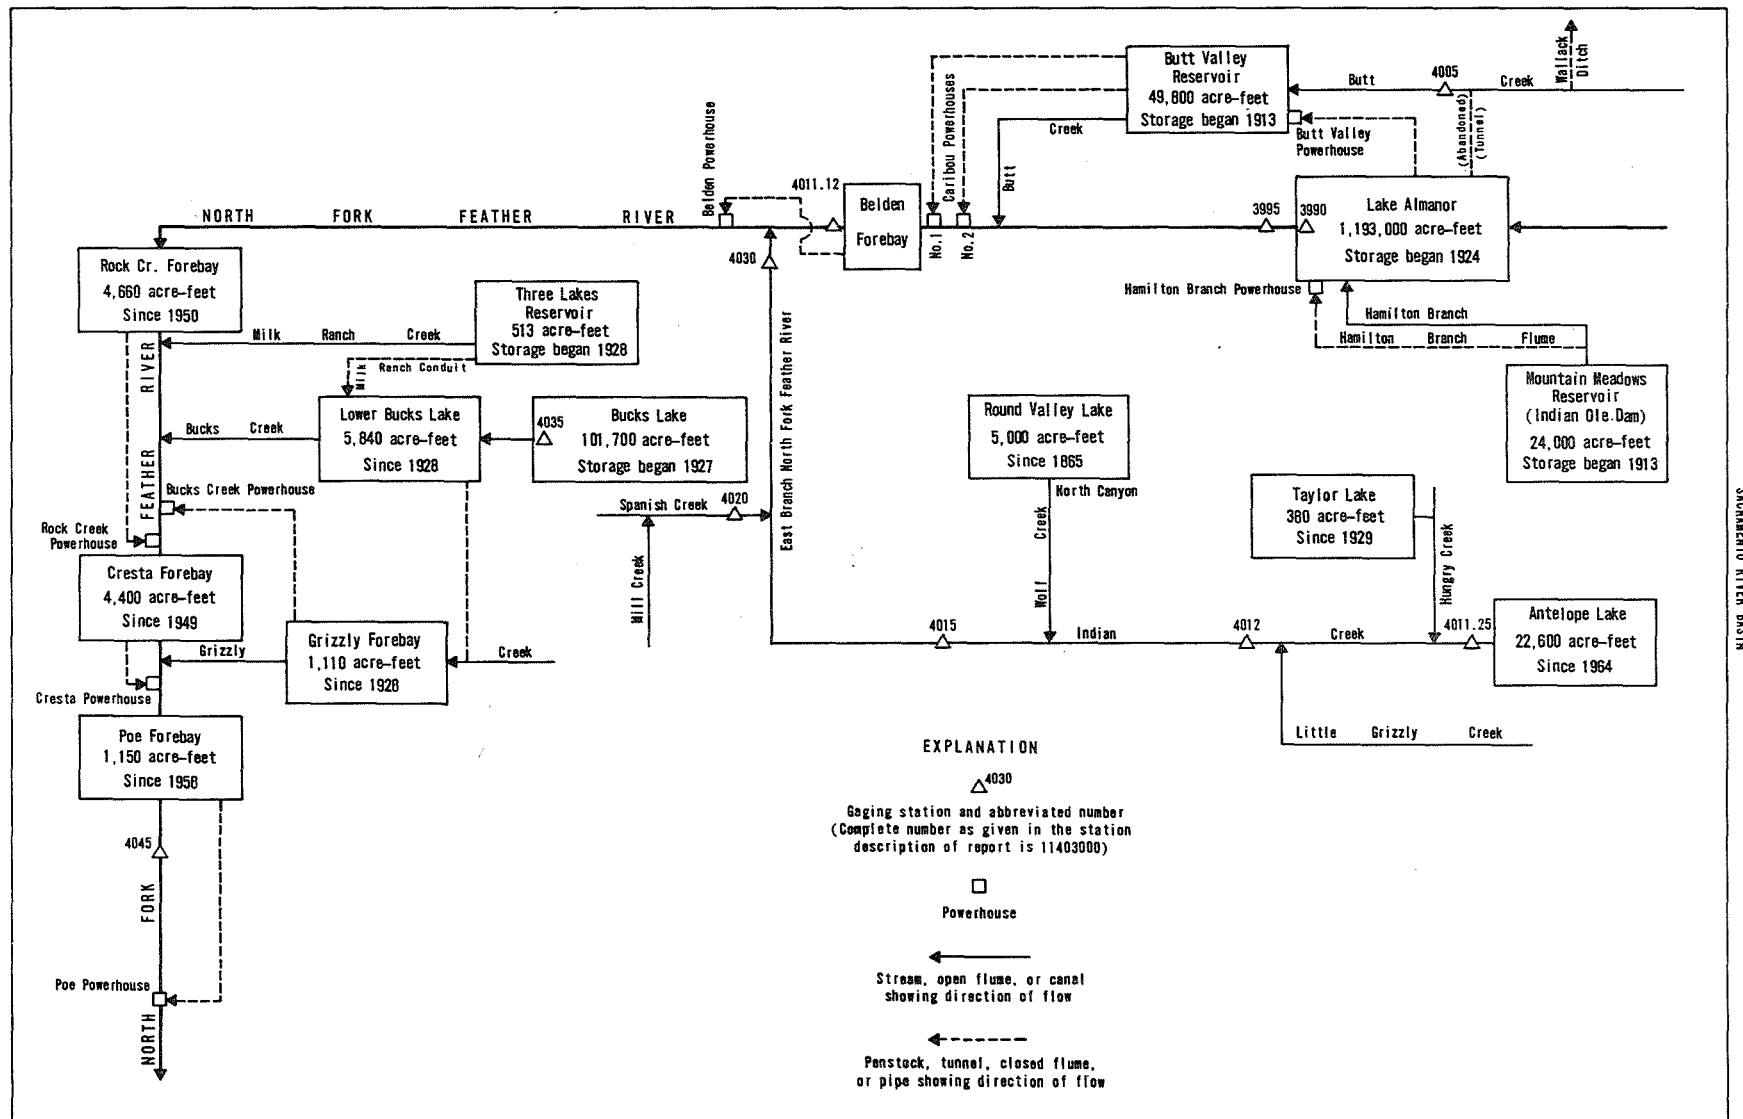 Butt Valley
Reservoir
49,800 acre-feet
Storage began 1913
Butt
4005
Creek
Wallack
Ditch
(Abandoned)
(Tunnel)
Butt Valley
Powerhouse
Creek
Butt
Caribou Powerhouses
No.1
No.2
Belden Powerhouse
4011.12
Belden
Forebay
3995
3990
Lake Almanor
1,193,000 acre-feet
Storage began 1924
Hamilton Branch Powerhouse
Hamilton Branch
Hamilton Branch Flume
Mountain Meadows
Reservoir
(Indian Ole.Dam)
24,000 acre-feet
Storage began 1913
NORTH FORK FEATHER RIVER
4030
Rock Cr. Forebay
4,660 acre-feet
Since 1950
Three Lakes
Reservoir
513 acre-feet
Storage began 1928
Milk Ranch Creek
Milk
Ranch Conduit
RIVER
FEATHER
Lower Bucks Lake
5,840 acre-feet
Since 1928
4035
Bucks Lake
101,700 acre-feet
Storage began 1927
Bucks Creek
Bucks Creek Powerhouse
Rock Creek
Powerhouse
East Branch North Fork Feather River
Spanish Creek
4020
Mill Creek
Round Valley Lake
5,000 acre-feet
Since 1865
North Canyon
Creek
Wolf
Taylor Lake
380 acre-feet
Since 1929
Hungry Creek
Cresta Forebay
4,400 acre-feet
Since 1949
Grizzly Forebay
1,110 acre-feet
Since 1928
Grizzly
Creek
Cresta Powerhouse
4015
Indian
4012
Creek
4011.25
Antelope Lake
22,600 acre-feet
Since 1964
Little Grizzly Creek
Poe Forebay
1,150 acre-feet
Since 1958
4045
FORK
Poe Powerhouse
NORTH
EXPLANATION
4030
Gaging station and abbreviated number
(Complete number as given in the station
description of report is 11403000)
Powerhouse
Stream, open flume, or canal
showing direction of flow
Penstock, tunnel, closed flume,
or pipe showing direction of flow
SACRAMENTO RIVER BASIN